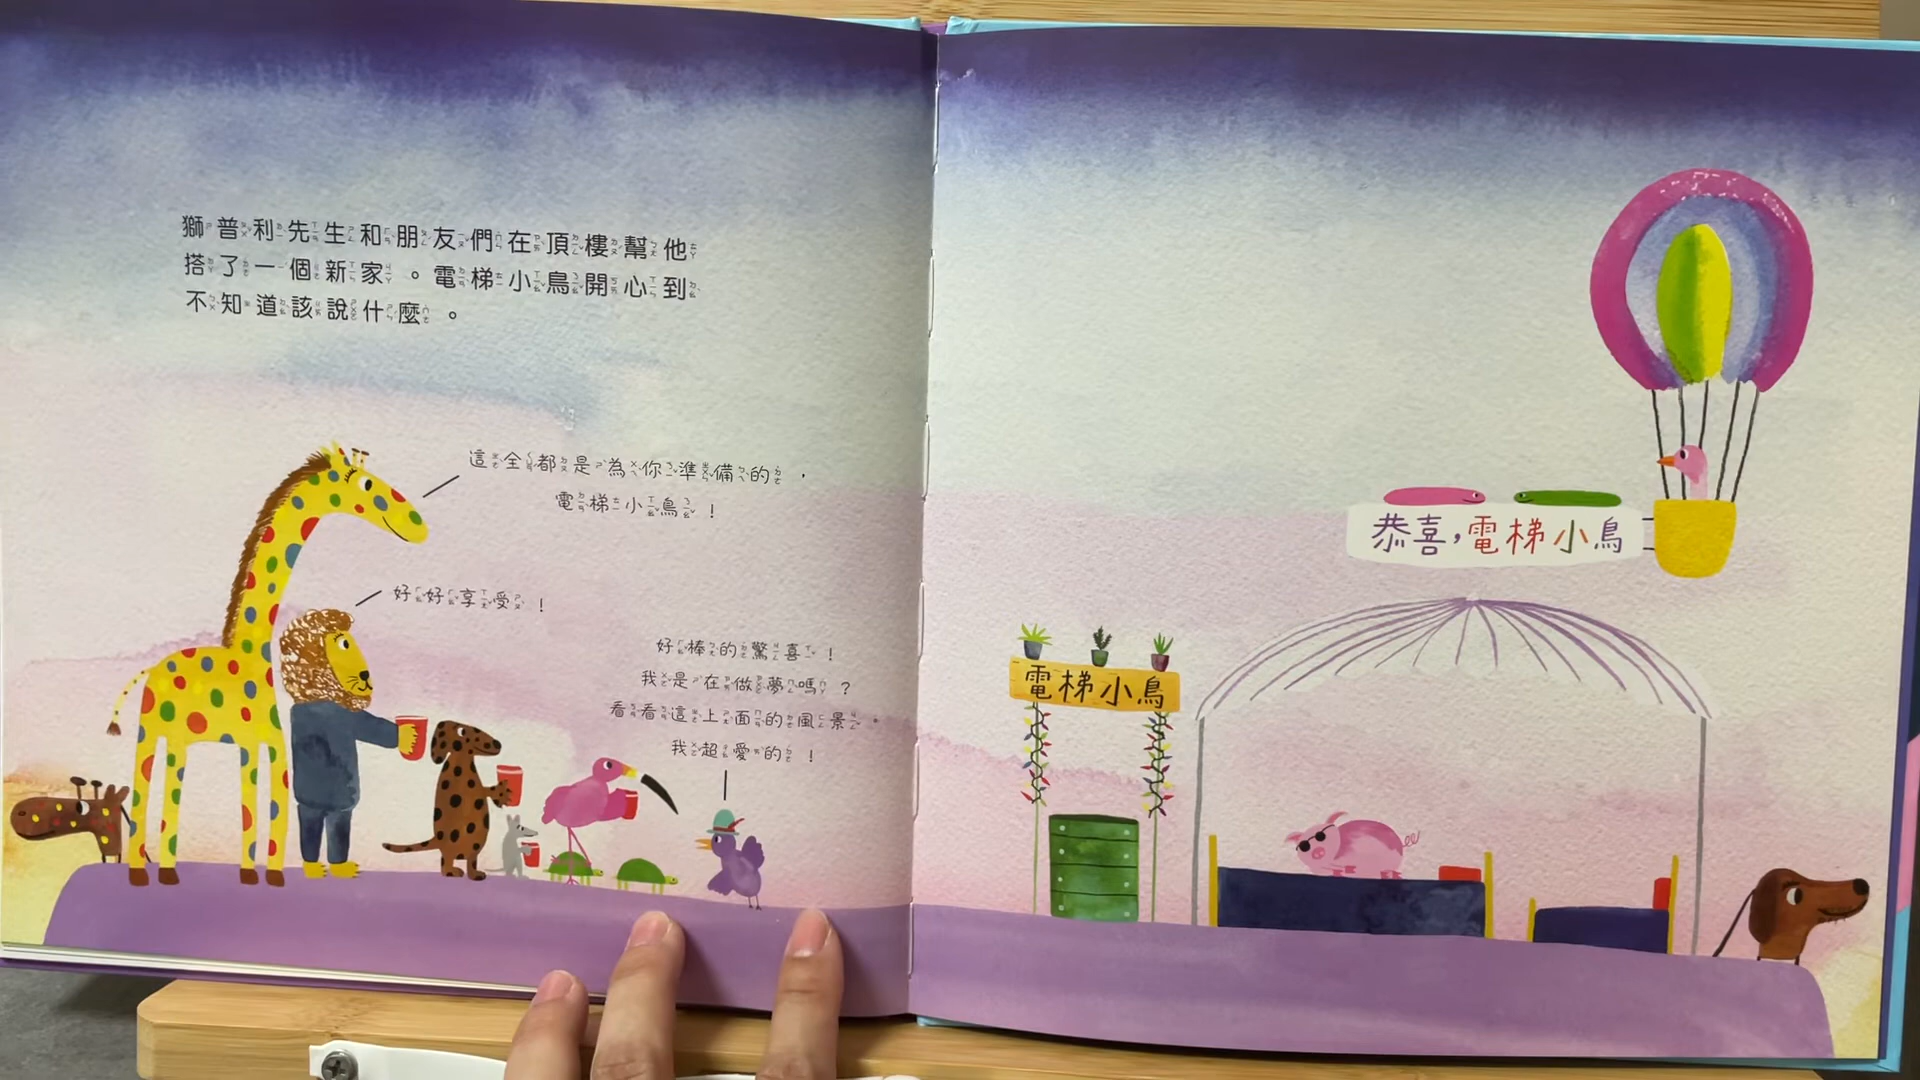 獅普利先生和朋友們在頂樓幫他
搭了一個新家。電梯小鳥開心到
不知道該說什麼。
這全都是為你準備的，
電梯小鳥！
好好享受！
好棒的驚喜！
我是在做夢嗎？
看看這上面的風景。
我超愛的！
恭喜，電梯小鳥
電梯小鳥